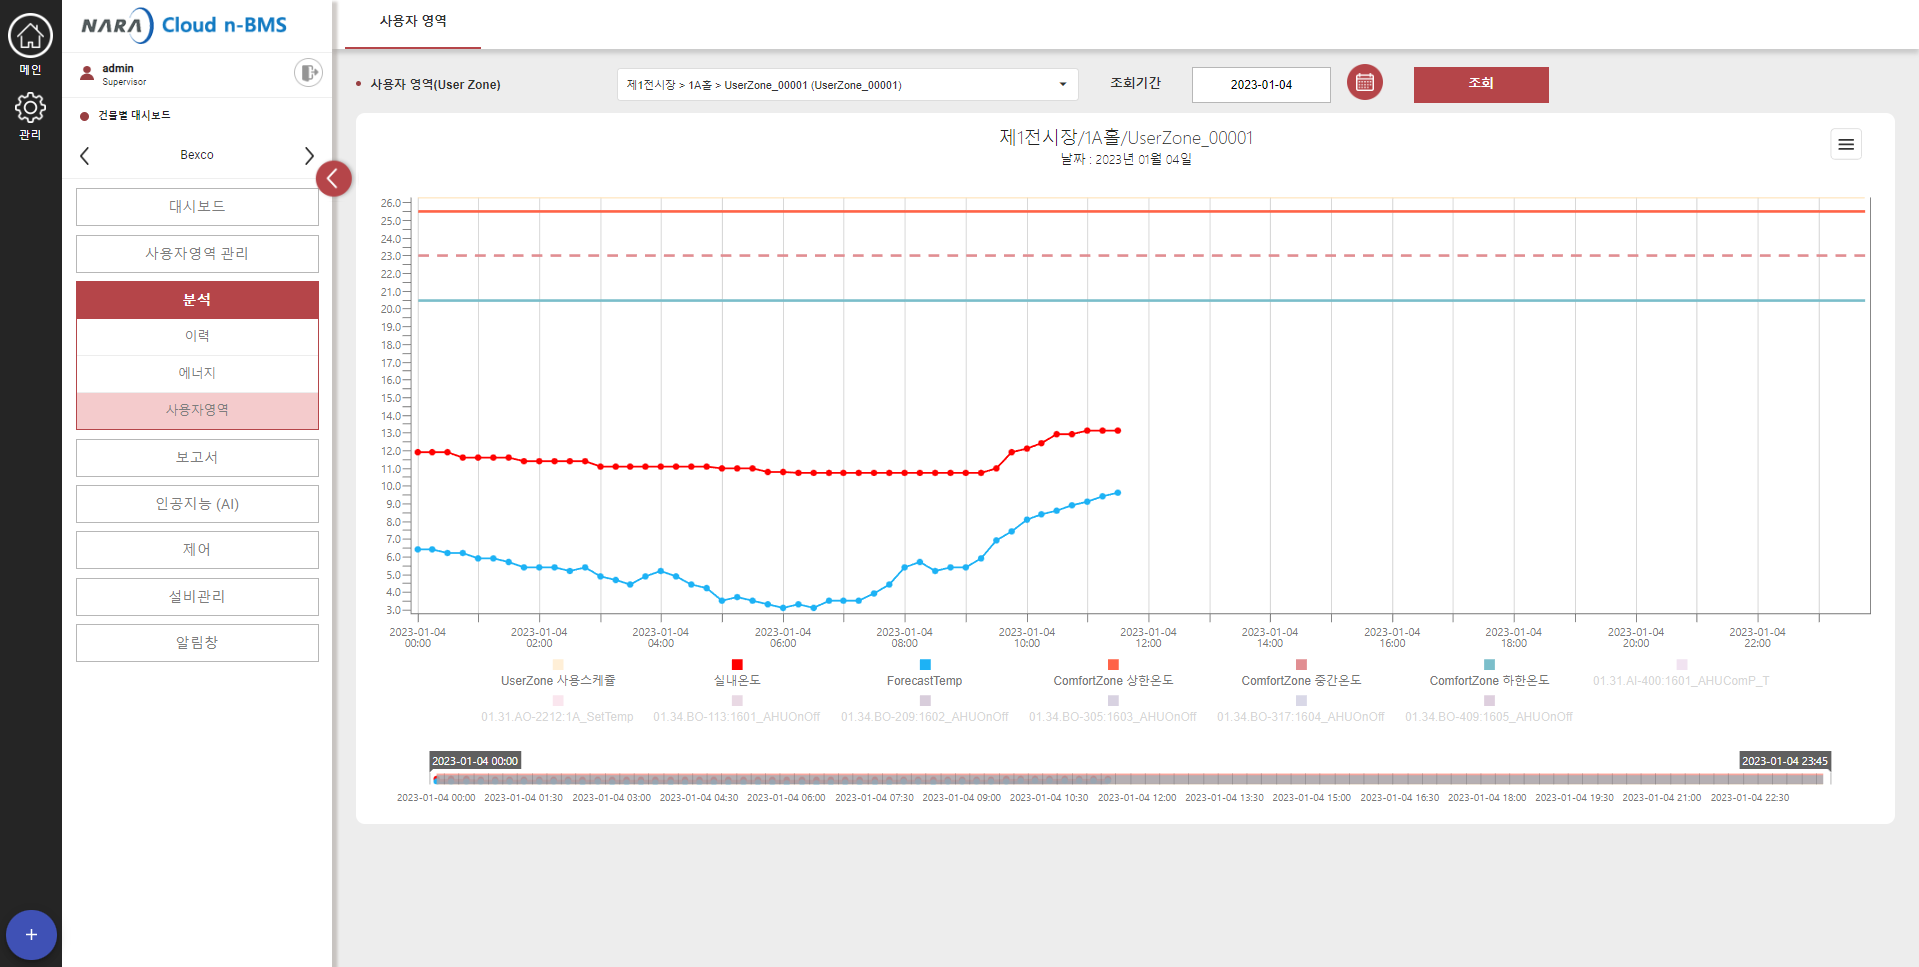 메인
관리
+
NARA Cloud n-BMS
admin
Supervisor
건물별 대시보드
Bexco
대시보드
사용자영역 관리
분석
이력
에너지
사용자영역
보고서
인공지능 (AI)
제어
설비관리
알림창
사용자 영역
사용자 영역(User Zone)
제1전시장 > 1A홀 > UserZone_00001 (UserZone_00001)
조회기간
2023-01-04
조회
제1전시장/1A홀/UserZone_00001
날짜 : 2023년 01월 04일
26.0
25.0
24.0
23.0
22.0
21.0
20.0
19.0
18.0
17.0
16.0
15.0
14.0
13.0
12.0
11.0
10.0
9.0
8.0
7.0
6.0
5.0
4.0
3.0
2023-01-04 2023-01-04 2023-01-04 2023-01-04 2023-01-04 2023-01-04 2023-01-04 2023-01-04 2023-01-04 2023-01-04 2023-01-04 2023-01-04
00:00 02:00 04:00 06:00 08:00 10:00 12:00 14:00 16:00 18:00 20:00 22:00
UserZone 사용스케쥴 실내온도 ForecastTemp ComfortZone 상한온도 ComfortZone 중간온도 ComfortZone 하한온도 01.31.AI-400:1601_AHUComP_T
01.31.AO-2212:1A_SetTemp 01.34.BO-113:1601_AHUOnOff 01.34.BO-209:1602_AHUOnOff 01.34.BO-305:1603_AHUOnOff 01.34.BO-317:1604_AHUOnOff 01.34.BO-409:1605_AHUOnOff
2023-01-04 00:00 2023-01-04 23:45
2023-01-04 00:00 2023-01-04 01:30 2023-01-04 03:00 2023-01-04 04:30 2023-01-04 06:00 2023-01-04 07:30 2023-01-04 09:00 2023-01-04 10:30 2023-01-04 12:00 2023-01-04 13:30 2023-01-04 15:00 2023-01-04 16:30 2023-01-04 18:00 2023-01-04 19:30 2023-01-04 21:00 2023-01-04 22:30